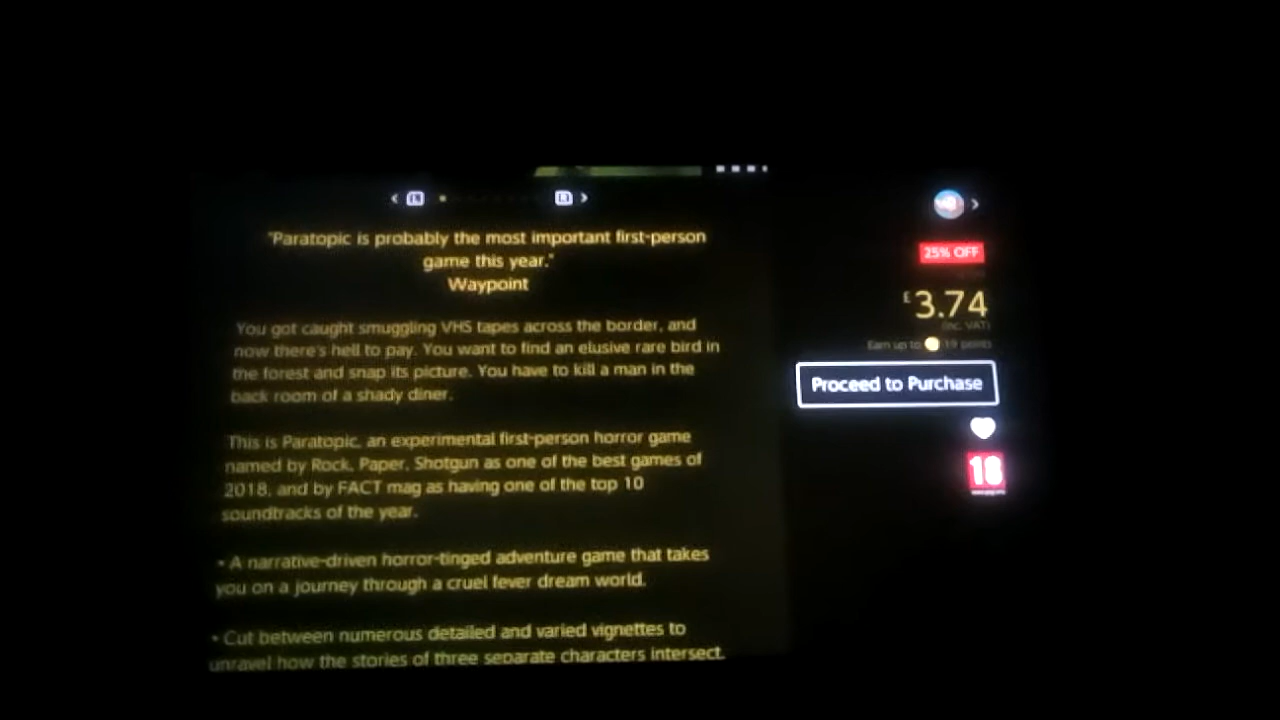 L
R
"Paratopic is probably the most important first-person
game this year."
Waypoint
You got caught smuggling VHS tapes across the border, and
now there's hell to pay. You want to find an elusive rare bird in
the forest and snap its picture. You have to kill a man in the
back room of a shady diner.
This is Paratopic, an experimental first-person horror game
named by Rock, Paper, Shotgun as one of the best games of
2018, and by FACT mag as having one of the top 10
soundtracks of the year.
• A narrative-driven horror-tinged adventure game that takes
you on a journey through a cruel fever dream world.
• Cut between numerous detailed and varied vignettes to
unravel how the stories of three separate characters intersect.
25% OFF
£3.74
(inc. VAT)
Earn up to 19 points
Proceed to Purchase
18